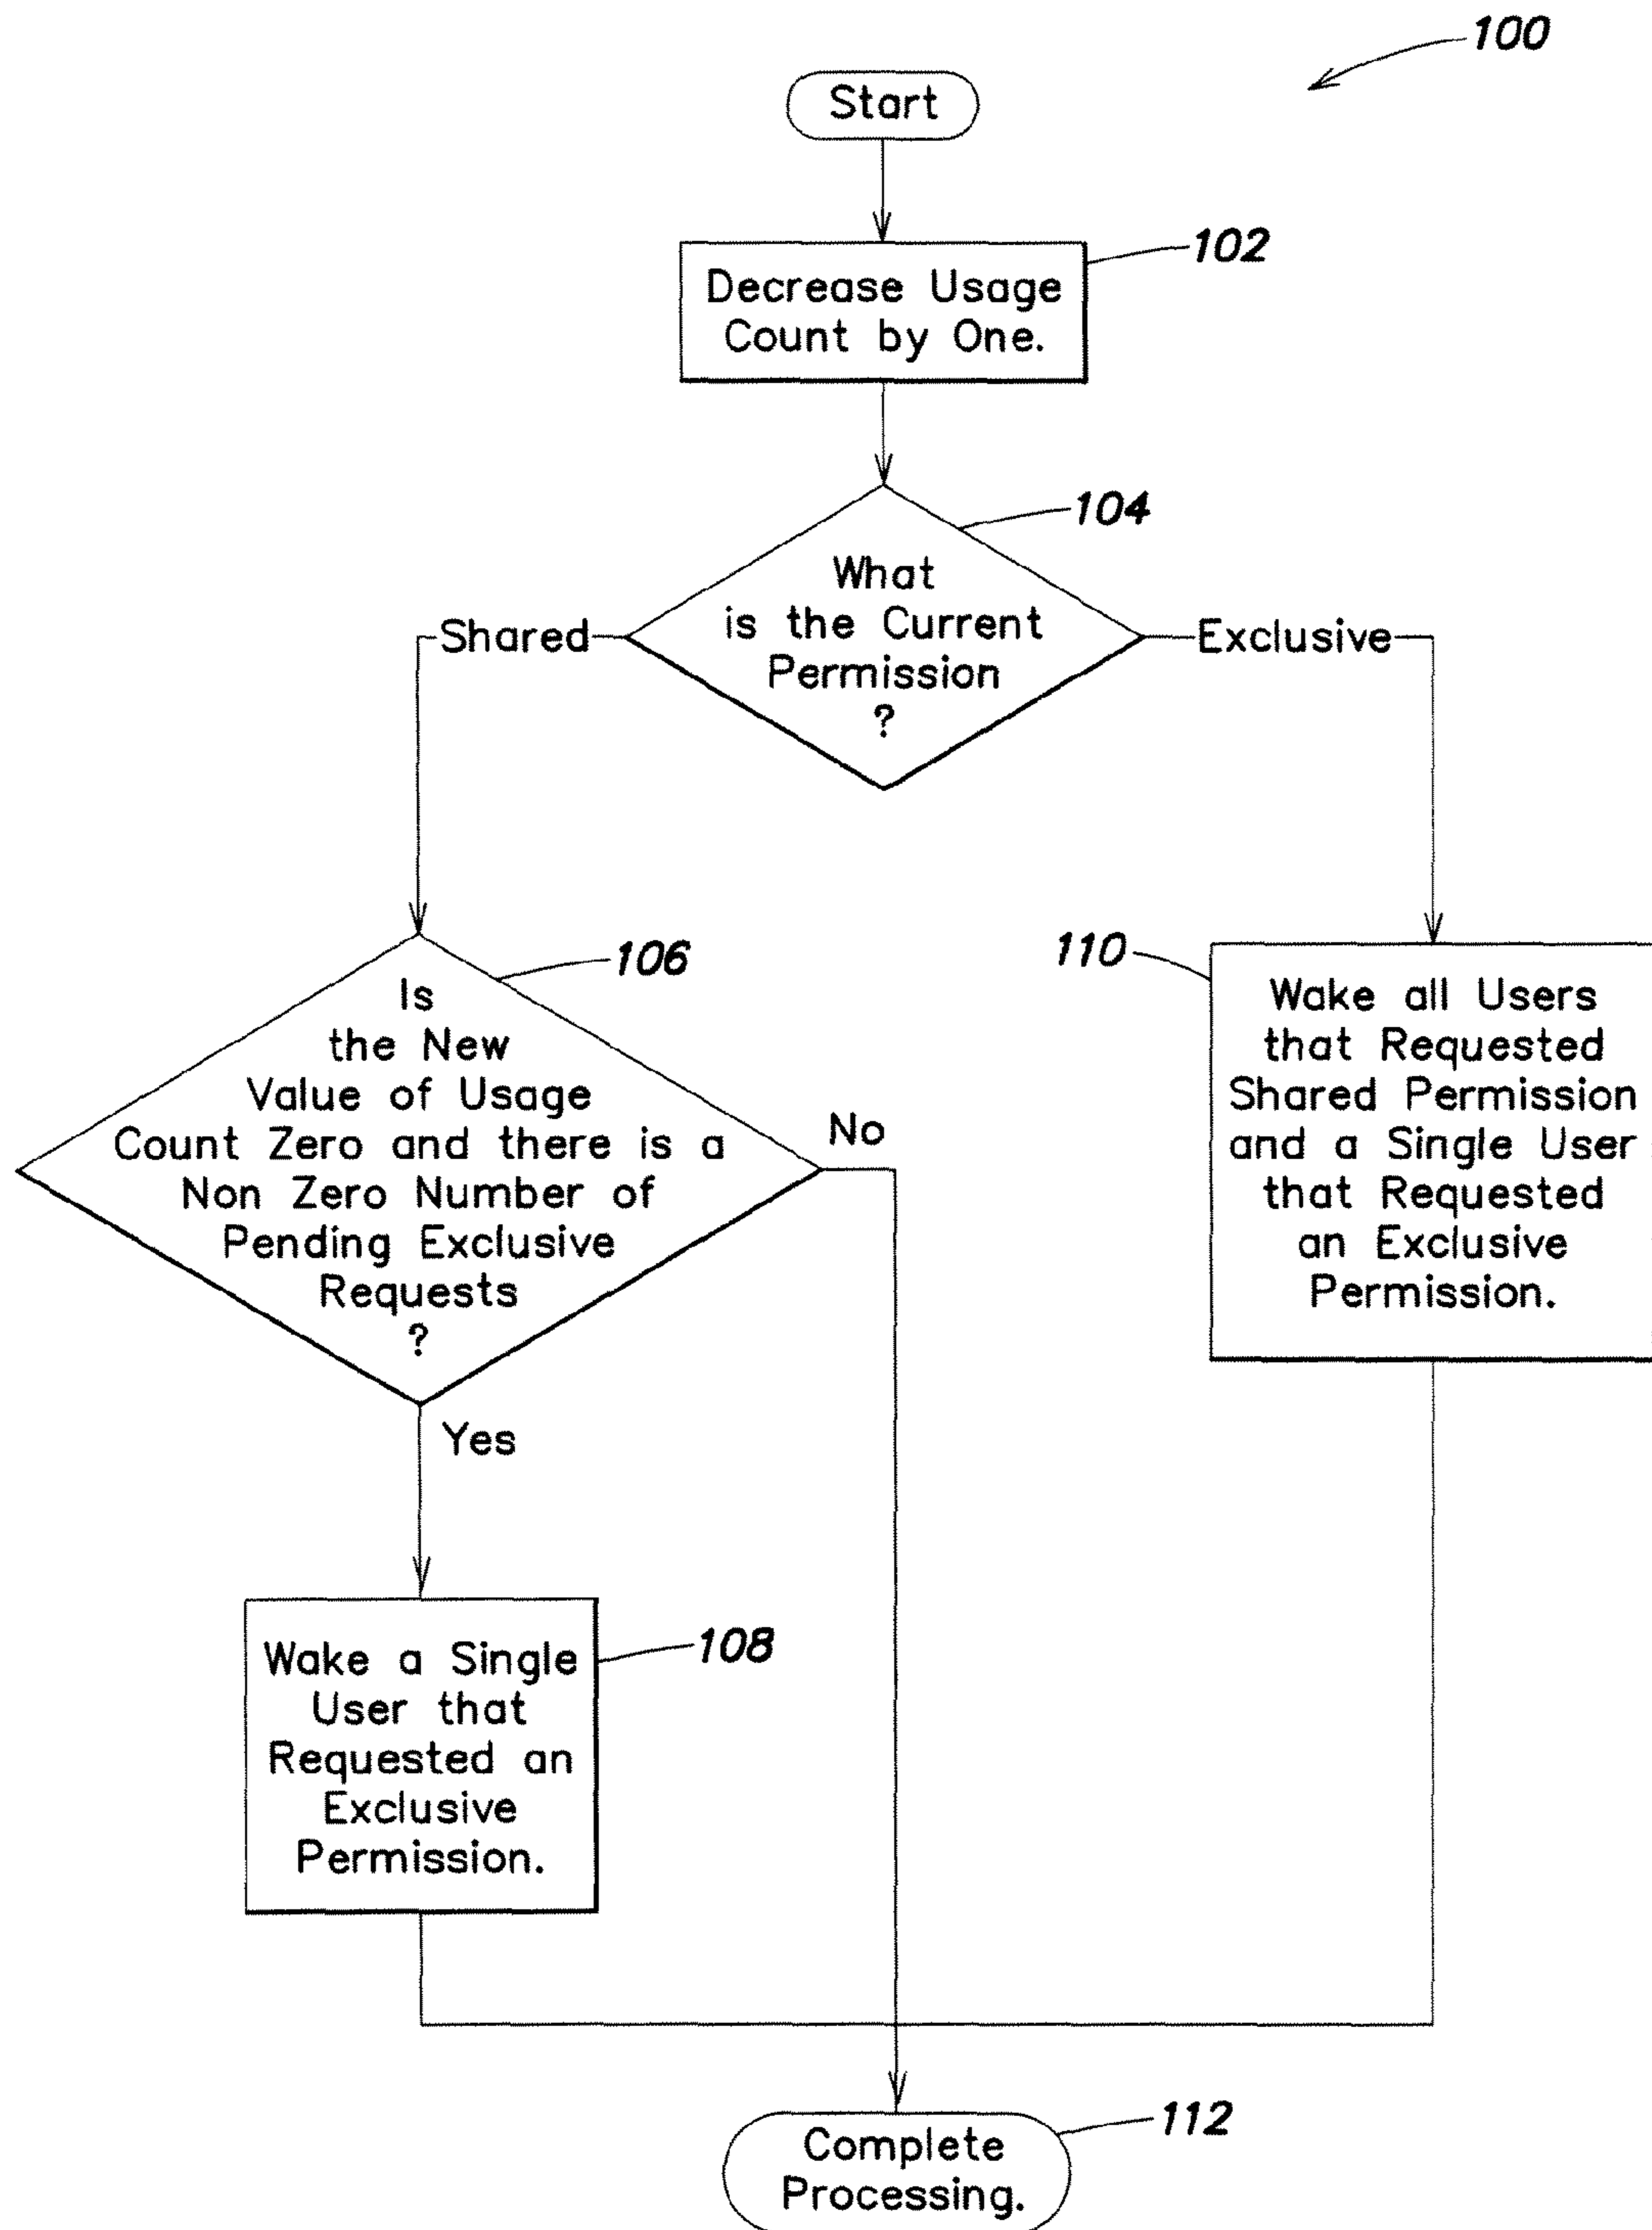 100
Start
102
Decrease Usage
Count by One.
104
What
is the Current
Permission
?
Shared
Exclusive
106
Is
the New
Value of Usage
Count Zero and there is a
Non Zero Number of
Pending Exclusive
Requests
?
No
Yes
110
Wake all Users
that Requested
Shared Permission
and a Single User
that Requested
an Exclusive
Permission.
108
Wake a Single
User that
Requested an
Exclusive
Permission.
112
Complete
Processing.